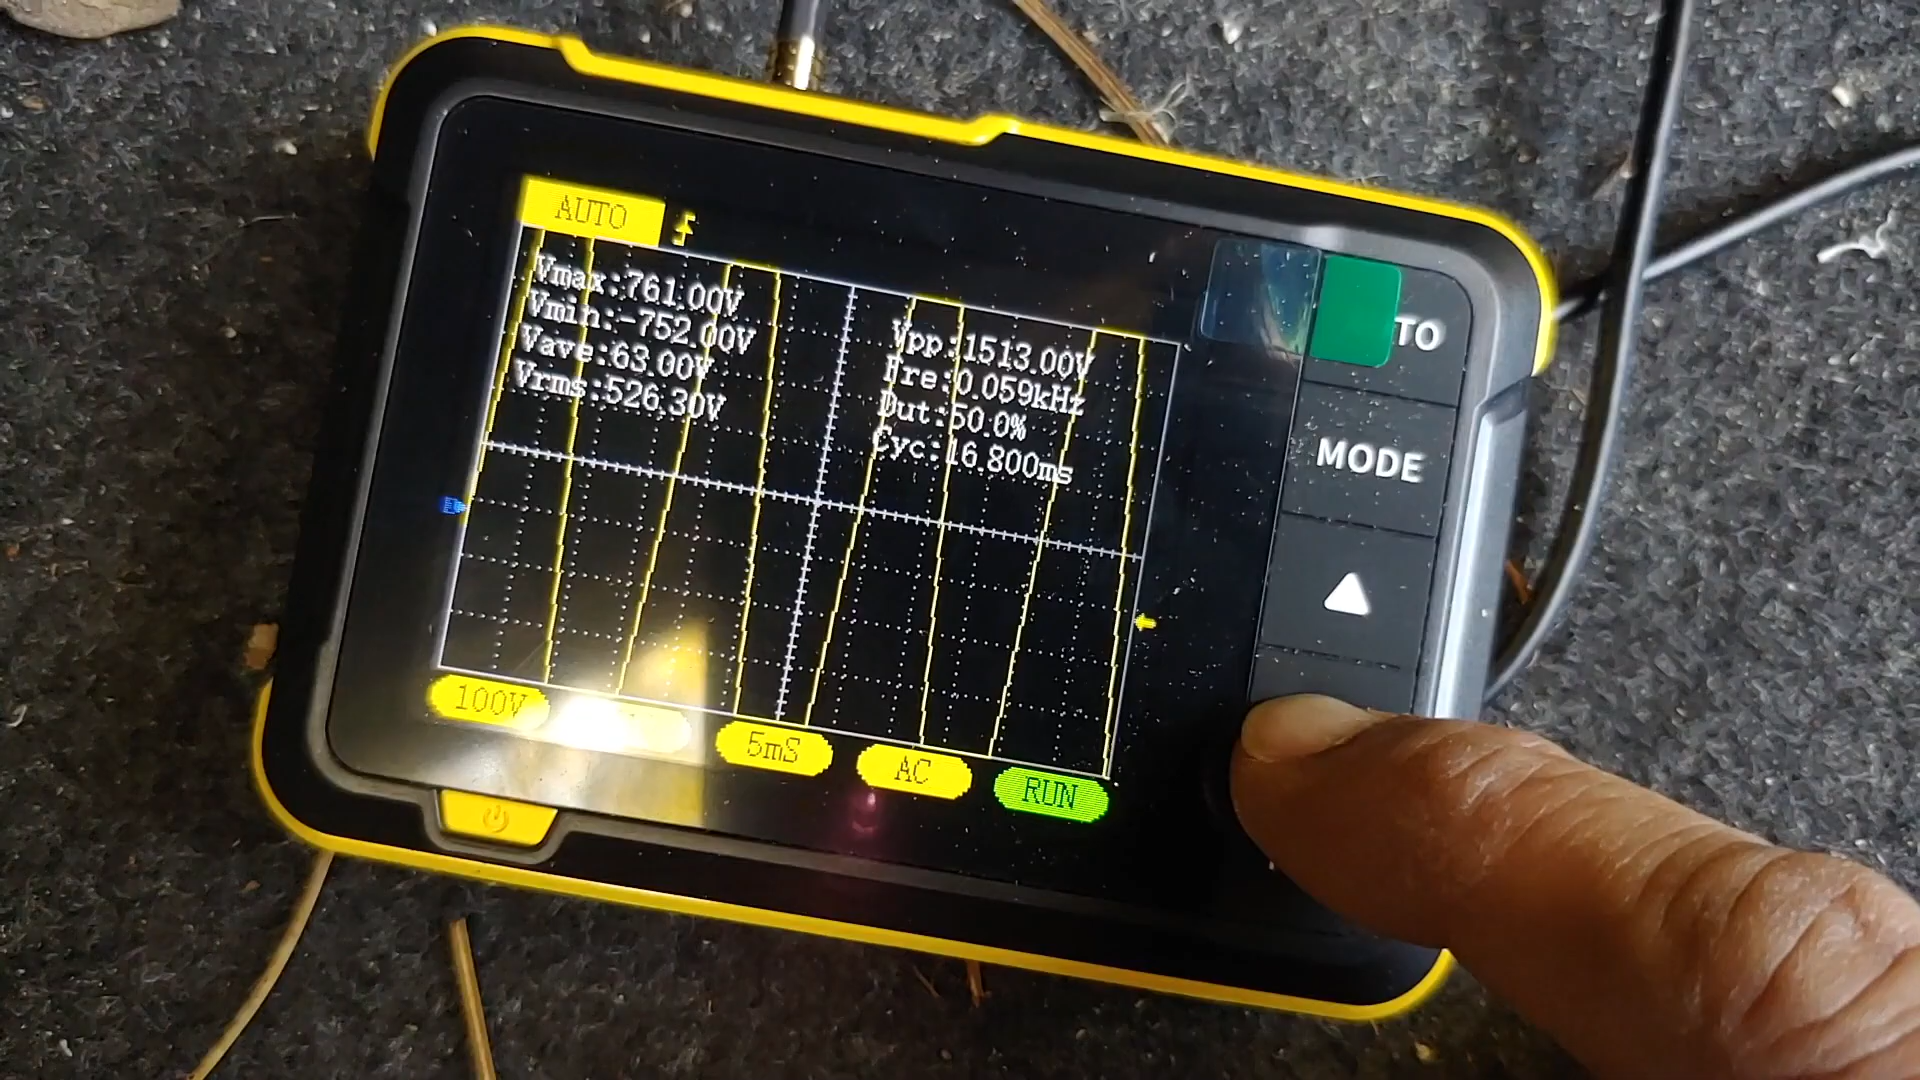 AUTO
Vmax:761.00V
Vmin:-752.00V
Vave:63.00V
Vrms:526.30V
Vpp:1513.00V
Fre:0.059kHz
Dut:50.0%
Cyc:16.800ms
TO
MODE
100V
5mS
AC
RUN